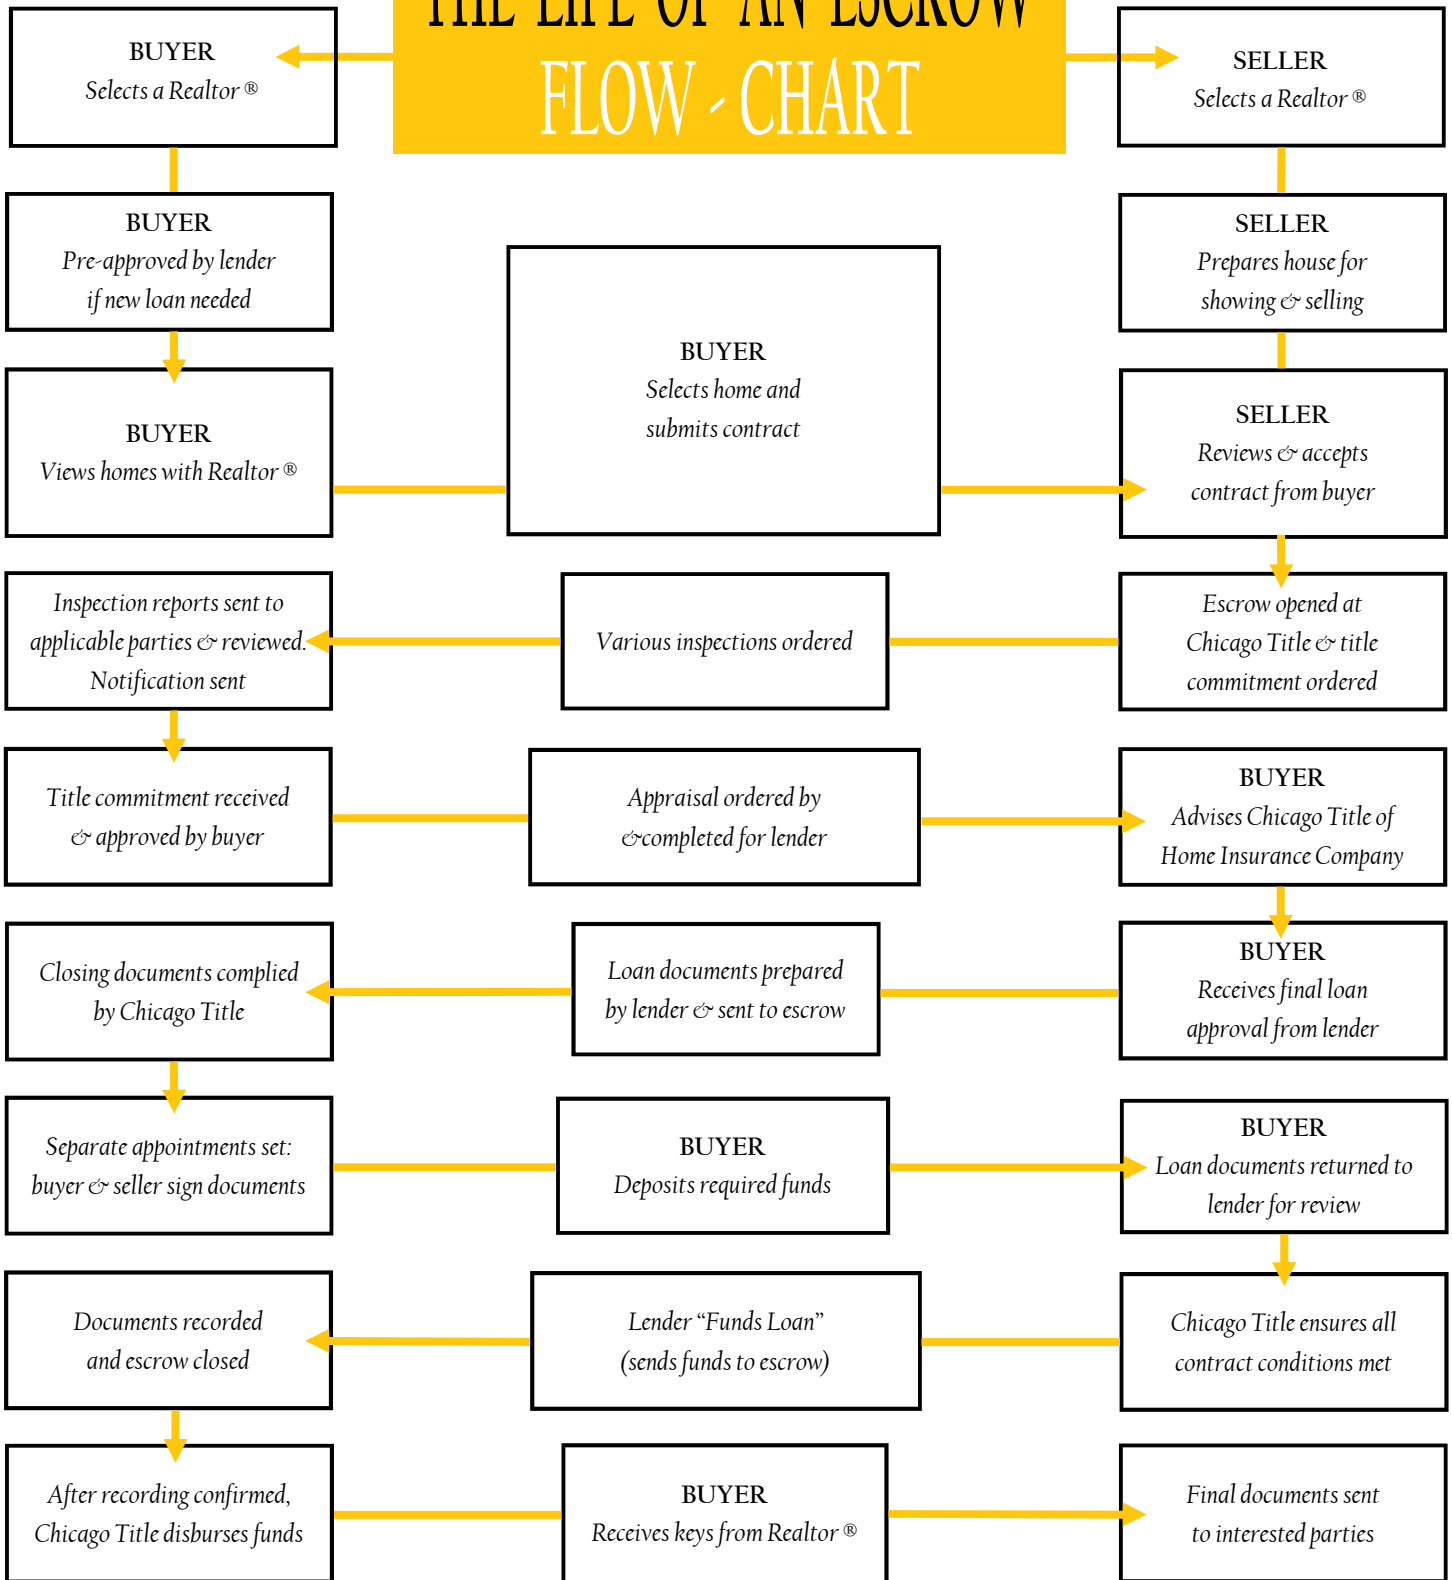 THE LIFE OF AN ESCROW
FLOW - CHART
BUYER
Selects a Realtor ®
SELLER
Selects a Realtor ®
BUYER
Pre-approved by lender
if new loan needed
SELLER
Prepares house for
showing & selling
BUYER
Views homes with Realtor ®
BUYER
Selects home and
submits contract
SELLER
Reviews & accepts
contract from buyer
Inspection reports sent to
applicable parties & reviewed.
Notification sent
Various inspections ordered
Escrow opened at
Chicago Title & title
commitment ordered
Title commitment received
& approved by buyer
Appraisal ordered by
&completed for lender
BUYER
Advises Chicago Title of
Home Insurance Company
Closing documents complied
by Chicago Title
Loan documents prepared
by lender & sent to escrow
BUYER
Receives final loan
approval from lender
Separate appointments set:
buyer & seller sign documents
BUYER
Deposits required funds
BUYER
Loan documents returned to
lender for review
Documents recorded
and escrow closed
Lender “Funds Loan”
(sends funds to escrow)
Chicago Title ensures all
contract conditions met
After recording confirmed,
Chicago Title disburses funds
BUYER
Receives keys from Realtor ®
Final documents sent
to interested parties